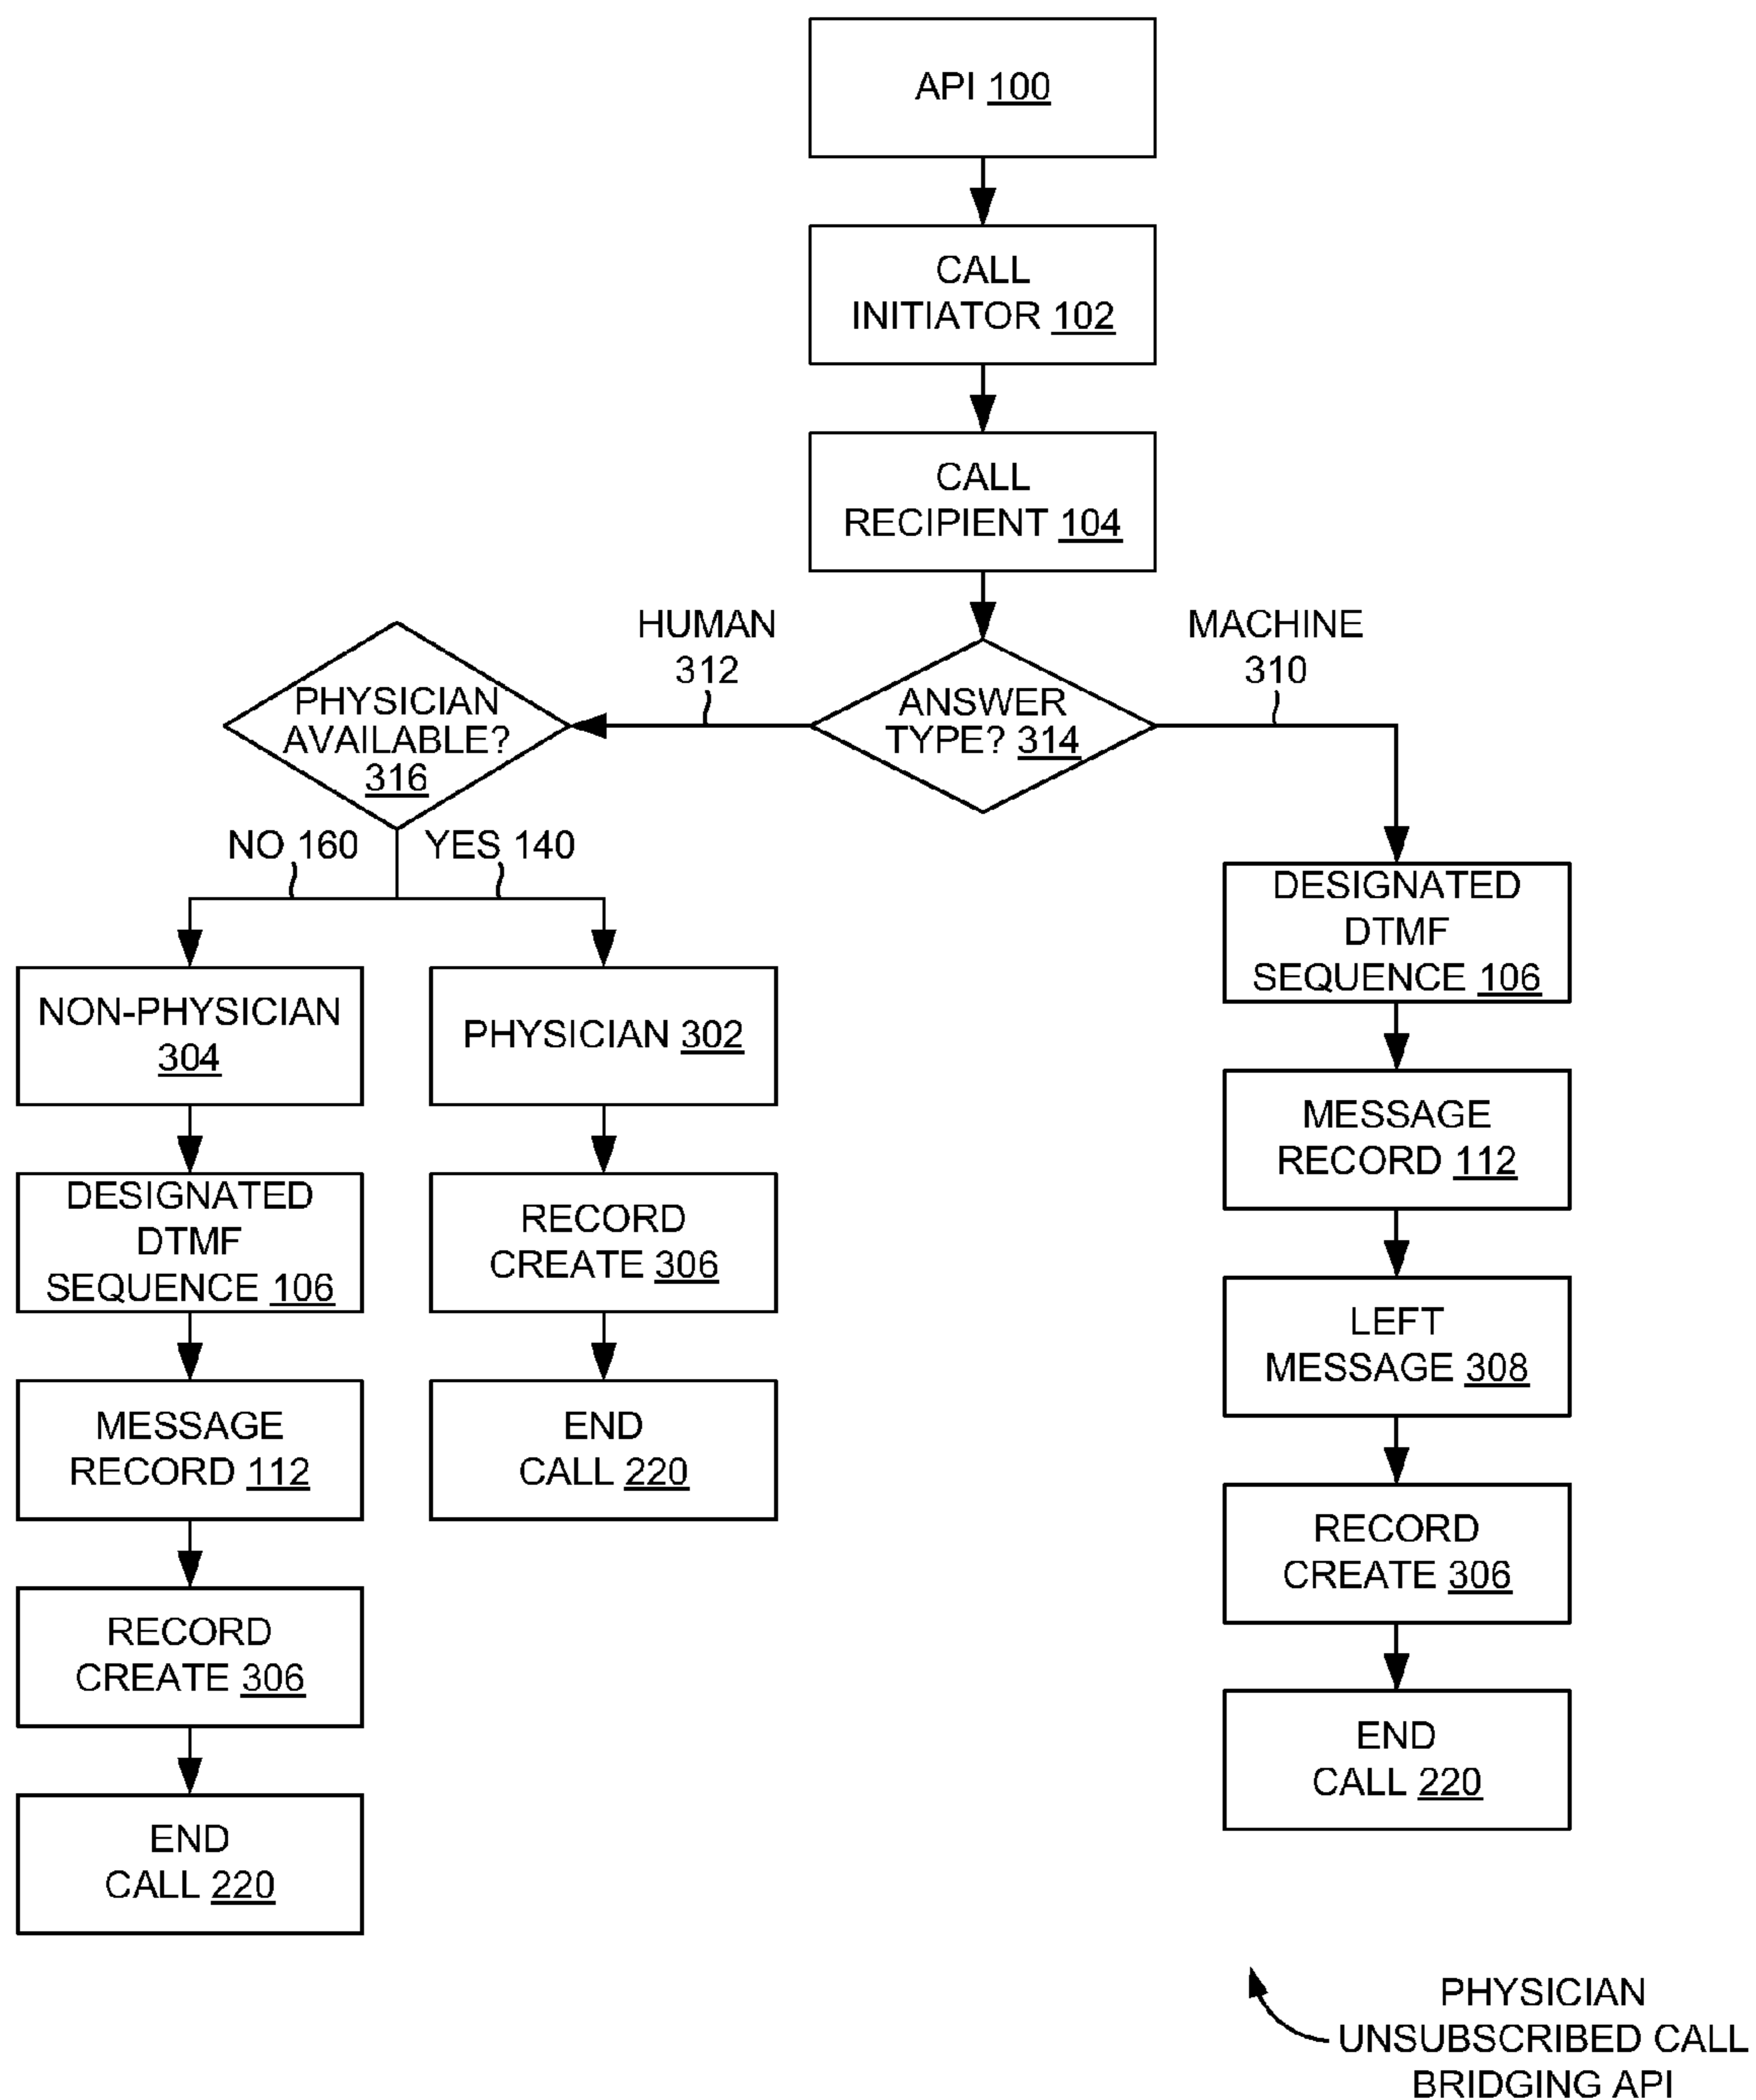 API 100
CALL
INITIATOR 102
CALL
RECIPIENT 104
HUMAN
312
MACHINE
310
ANSWER
TYPE? 314
PHYSICIAN
AVAILABLE?
316
NO 160
YES 140
NON-PHYSICIAN
304
DESIGNATED
DTMF
SEQUENCE 106
MESSAGE
RECORD 112
RECORD
CREATE 306
END
CALL 220
PHYSICIAN 302
RECORD
CREATE 306
END
CALL 220
DESIGNATED
DTMF
SEQUENCE 106
MESSAGE
RECORD 112
LEFT
MESSAGE 308
RECORD
CREATE 306
END
CALL 220
PHYSICIAN
UNSUBSCRIBED CALL
BRIDGING API